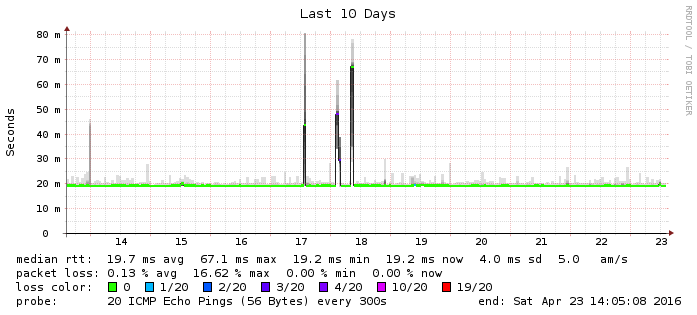 Last 10 Days
RRDTOOL / TOBI OETIKER
Seconds
80 m
70 m
60 m
50 m
40 m
30 m
20 m
10 m
0
14 15 16 17 18 19 20 21 22 23
median rtt: 19.7 ms avg 67.1 ms max 19.2 ms min 19.2 ms now 4.0 ms sd 5.0 am/s
packet loss: 0.13 % avg 16.62 % max 0.00 % min 0.00 % now
loss color: 0 1/20 2/20 3/20 4/20 10/20 19/20
probe: 20 ICMP Echo Pings (56 Bytes) every 300s end: Sat Apr 23 14:05:08 2016